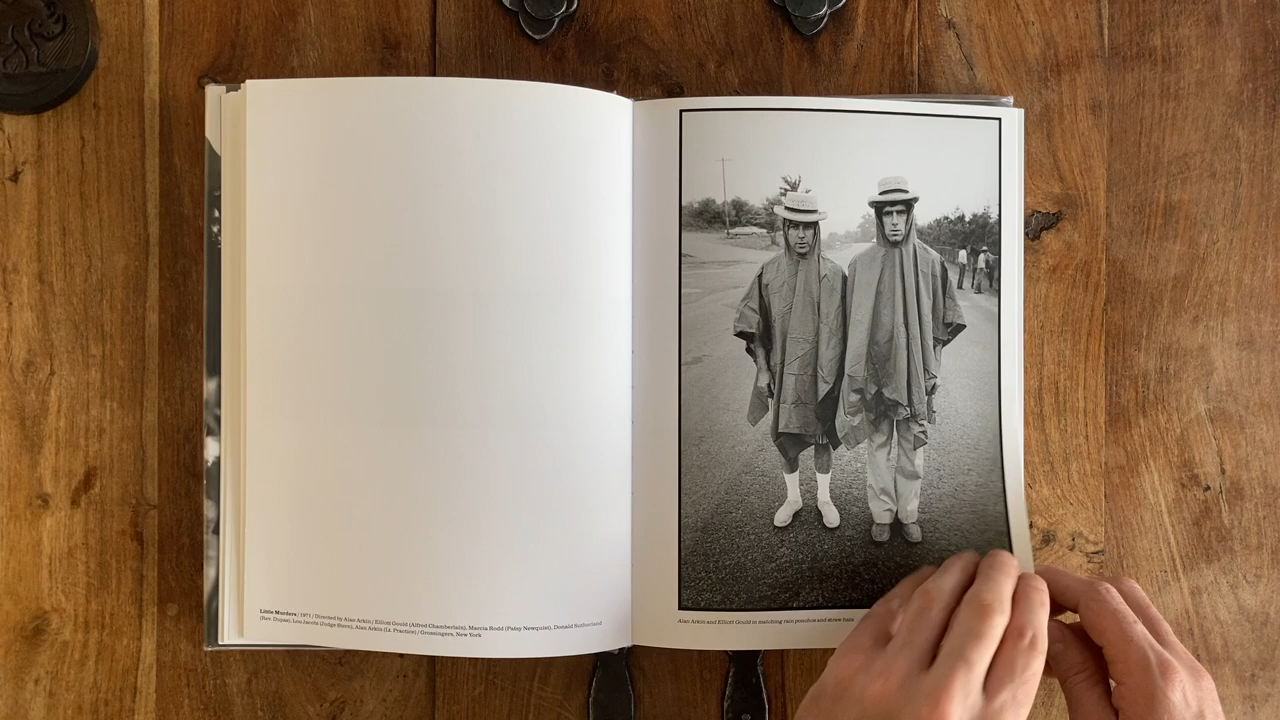 Little Murders / 1971 / Directed by Alan Arkin / Elliott Gould (Alfred Chamberlain), Marcia Rodd (Patsy Newquist), Donald Sutherland
(Rev. Dupas), Lou Jacobi (Judge Stern), Alan Arkin (Lt. Practice) / Grossingers, New York
Alan Arkin and Elliott Gould in matching rain ponchos and straw hats